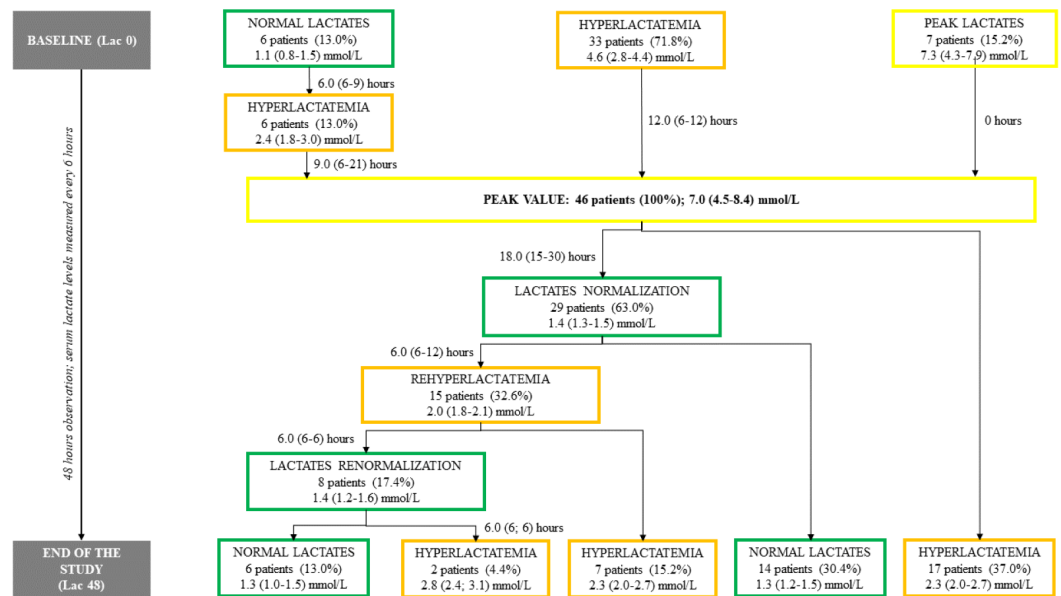 BASELINE (Lac 0)
NORMAL LACTATES
6 patients (13.0%)
1.1 (0.8-1.5) mmol/L
HYPERLACTATEMIA
33 patients (71.8%)
4.6 (2.8-4.4) mmol/L
PEAK LACTATES
7 patients (15.2%)
7.3 (4.3-7.9) mmol/L
6.0 (6-9) hours
HYPERLACTATEMIA
6 patients (13.0%)
2.4 (1.8-3.0) mmol/L
12.0 (6-12) hours
0 hours
9.0 (6-21) hours
PEAK VALUE: 46 patients (100%); 7.0 (4.5-8.4) mmol/L
48 hours observation; serum lactate levels measured every 6 hours
18.0 (15-30) hours
LACTATES NORMALIZATION
29 patients (63.0%)
1.4 (1.3-1.5) mmol/L
6.0 (6-12) hours
REHYPERLACTATEMIA
15 patients (32.6%)
2.0 (1.8-2.1) mmol/L
6.0 (6-6) hours
LACTATES RENORMALIZATION
8 patients (17.4%)
1.4 (1.2-1.6) mmol/L
6.0 (6; 6) hours
END OF THE
STUDY
(Lac 48)
NORMAL LACTATES
6 patients (13.0%)
1.3 (1.0-1.5) mmol/L
HYPERLACTATEMIA
2 patients (4.4%)
2.8 (2.4; 3.1) mmol/L
HYPERLACTATEMIA
7 patients (15.2%)
2.3 (2.0-2.7) mmol/L
NORMAL LACTATES
14 patients (30.4%)
1.3 (1.2-1.5) mmol/L
HYPERLACTATEMIA
17 patients (37.0%)
2.3 (2.0-2.7) mmol/L